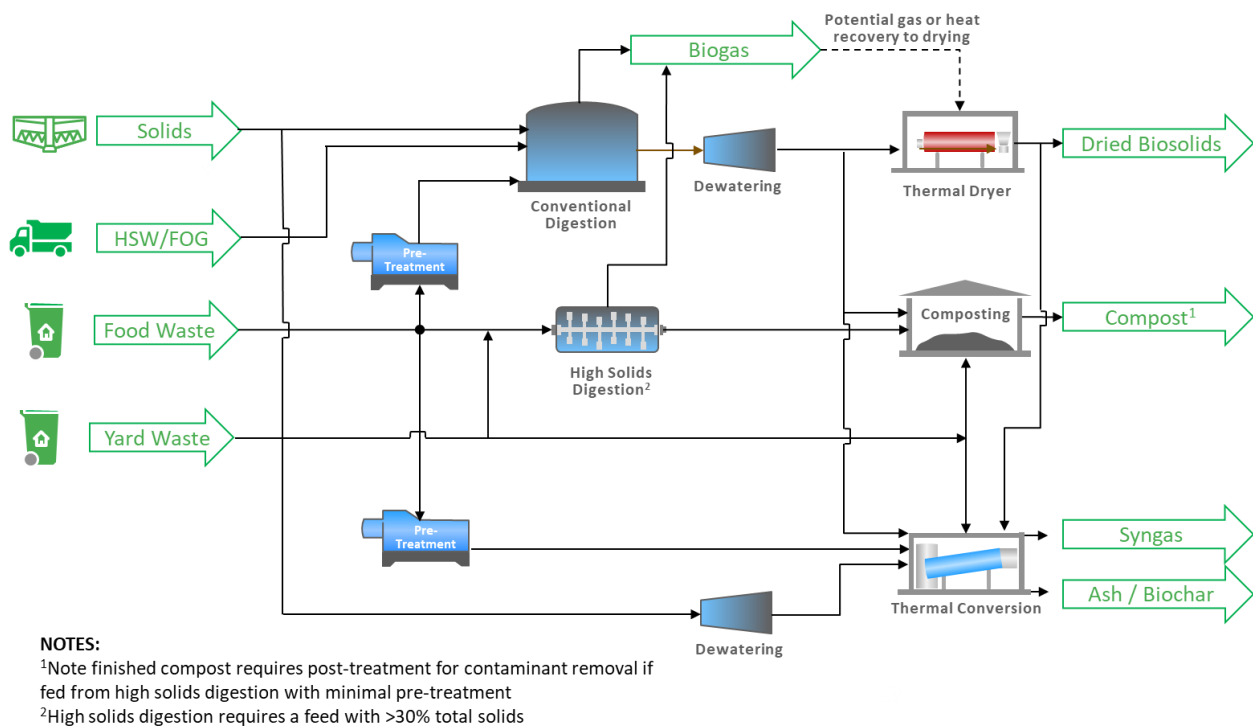 Potential gas or heat
recovery to drying
Biogas
Solids
Dewatering
Dried Biosolids
Thermal Dryer
Conventional
Digestion
HSW/FOG
Pre-
Treatment
Food Waste
Composting
Compost¹
High Solids
Digestion²
Yard Waste
Pre-
Treatment
Syngas
Thermal Conversion
Ash / Biochar
Dewatering
NOTES:
¹Note finished compost requires post-treatment for contaminant removal if
fed from high solids digestion with minimal pre-treatment
²High solids digestion requires a feed with >30% total solids